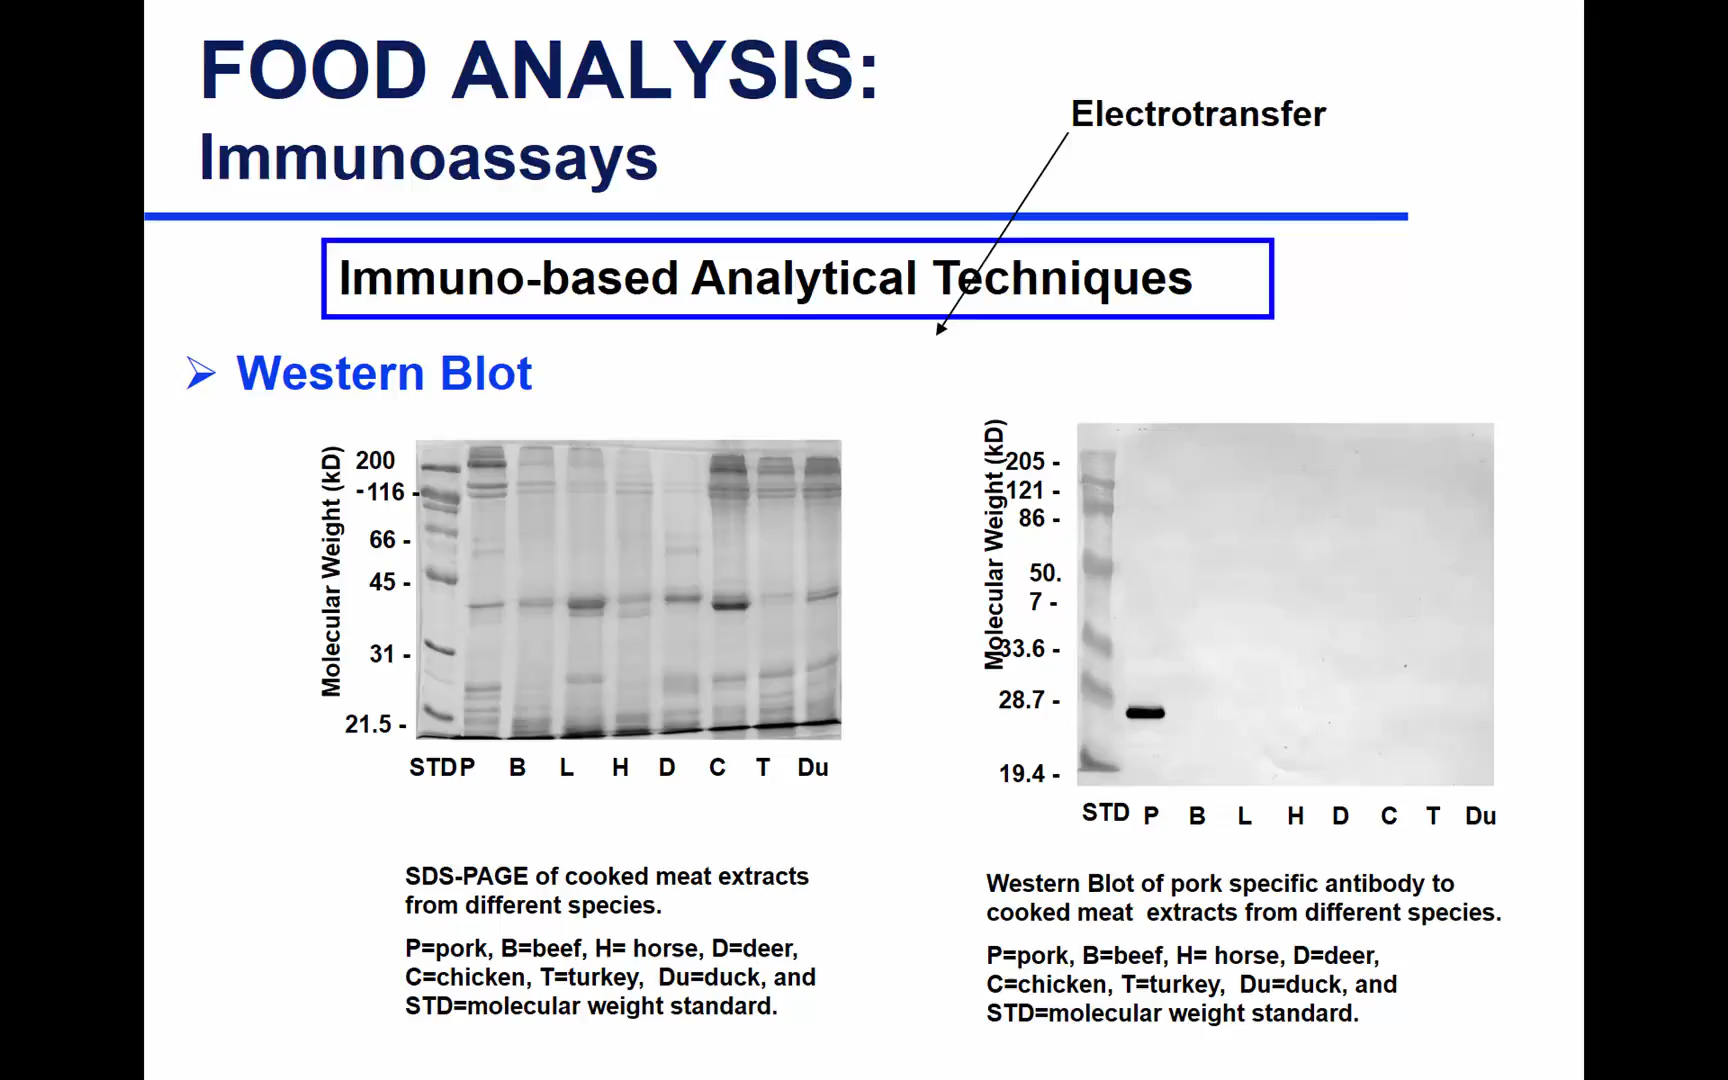 FOOD ANALYSIS:
Immunoassays
Electrotransfer
Immuno-based Analytical Techniques
Western Blot
Molecular Weight (kD)
200
-116 -
66 -
45 -
31 -
21.5 -
STD P B L H D C T Du
SDS-PAGE of cooked meat extracts
from different species.
P=pork, B=beef, H= horse, D=deer,
C=chicken, T=turkey, Du=duck, and
STD=molecular weight standard.
Molecular Weight (kD)
205 -
121 -
86 -
50.
7 -
33.6 -
28.7 -
19.4 -
STD P B L H D C T Du
Western Blot of pork specific antibody to
cooked meat extracts from different species.
P=pork, B=beef, H= horse, D=deer,
C=chicken, T=turkey, Du=duck, and
STD=molecular weight standard.